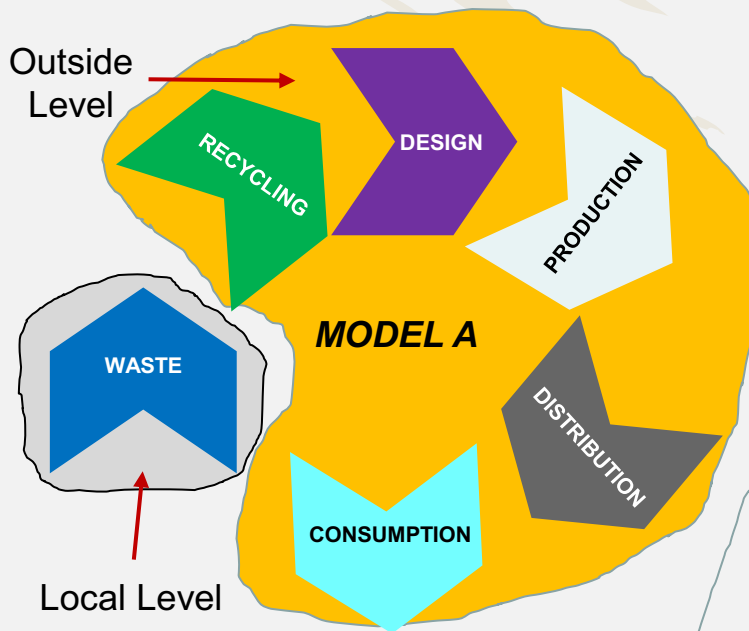 Outside
Level
DESIGN
RECYCLING
PRODUCTION
MODEL A
WASTE
DISTRIBUTION
CONSUMPTION
Local Level